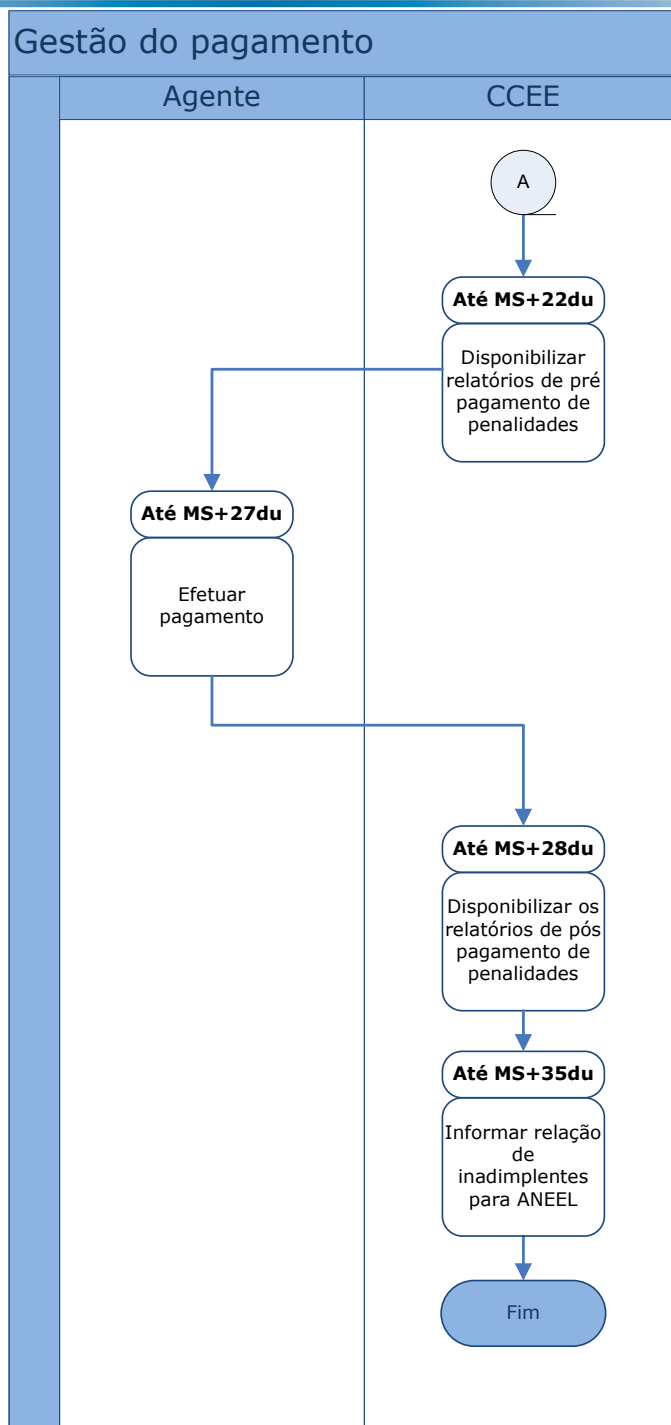 Gestão do pagamento
Agente
CCEE
A
Até MS+22du
Disponibilizar
relatórios de pré
pagamento de
penalidades
Até MS+27du
Efetuar
pagamento
Até MS+28du
Disponibilizar os
relatórios de pós
pagamento de
penalidades
Até MS+35du
Informar relação
de
inadimplentes
para ANEEL
Fim